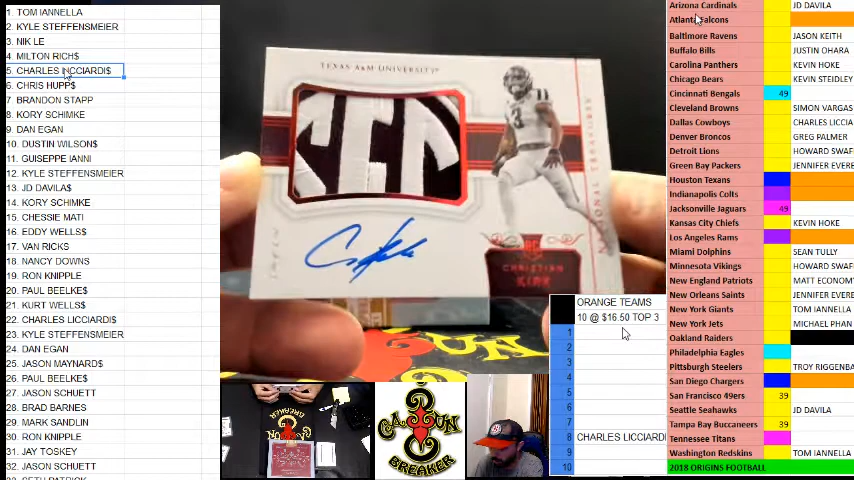 1. TOM IANNELLA
2. KYLE STEFFENSMEIER
3. NIK LE
4. MILTON RICH$
5. CHARLES LICCIARDI$
6. CHRIS HUPP$
7. BRANDON STAPP
8. KORY SCHIMKE
9. DAN EGAN
10. DUSTIN WILSON$
11. GUISEPPE IANNI
12. KYLE STEFFENMEIER
13. JD DAVILA$
14. KORY SCHIMKE
15. CHESSIE MATI
16. EDDY WELLS$
17. VAN RICKS
18. NANCY DOWNS
19. RON KNIPPLE
20. PAUL BEELKE$
21. KURT WELLS$
22. CHARLES LICCIARDI$
23. KYLE STEFFENSMEIER
24. DAN EGAN
25. JASON MAYNARD$
26. PAUL BEELKE$
27. JASON SCHUETT
28. BRAD BARNES
29. MARK SANDLIN
30. RON KNIPPLE
31. JAY TOSKEY
32. JASON SCHUETT
TEXAS A&M UNIVERSITY
NATIONAL TREASURES
RC
CHRISTIAN
KIRK
BREAKER
ORANGE TEAMS
10 @ $16.50 TOP 3
1
2
3
4
5
6
7
8 CHARLES LICCIARDI
9
10
Arizona Cardinals JD DAVILA
Atlanta Falcons
Baltimore Ravens JASON KEITH
Buffalo Bills JUSTIN OHARA
Carolina Panthers KEVIN HOKE
Chicago Bears KEVIN STEIDLEY
Cincinnati Bengals 49
Cleveland Browns SIMON VARGAS
Dallas Cowboys CHARLES LICCIA
Denver Broncos GREG PALMER
Detroit Lions HOWARD SWAF
Green Bay Packers JENNIFER EVERE
Houston Texans
Indianapolis Colts
Jacksonville Jaguars 49
Kansas City Chiefs KEVIN HOKE
Los Angeles Rams
Miami Dolphins SEAN TULLY
Minnesota Vikings HOWARD SWAF
New England Patriots MATT ECONOM
New Orleans Saints JENNIFER EVERE
New York Giants TOM IANNELLA
New York Jets MICHAEL PHAN
Oakland Raiders
Philadelphia Eagles
Pittsburgh Steelers TROY RIGGENBA
San Diego Chargers
San Francisco 49ers 39
Seattle Seahawks JD DAVILA
Tampa Bay Buccaneers 39
Tennessee Titans
Washington Redskins TOM IANNELLA
2018 ORIGINS FOOTBALL